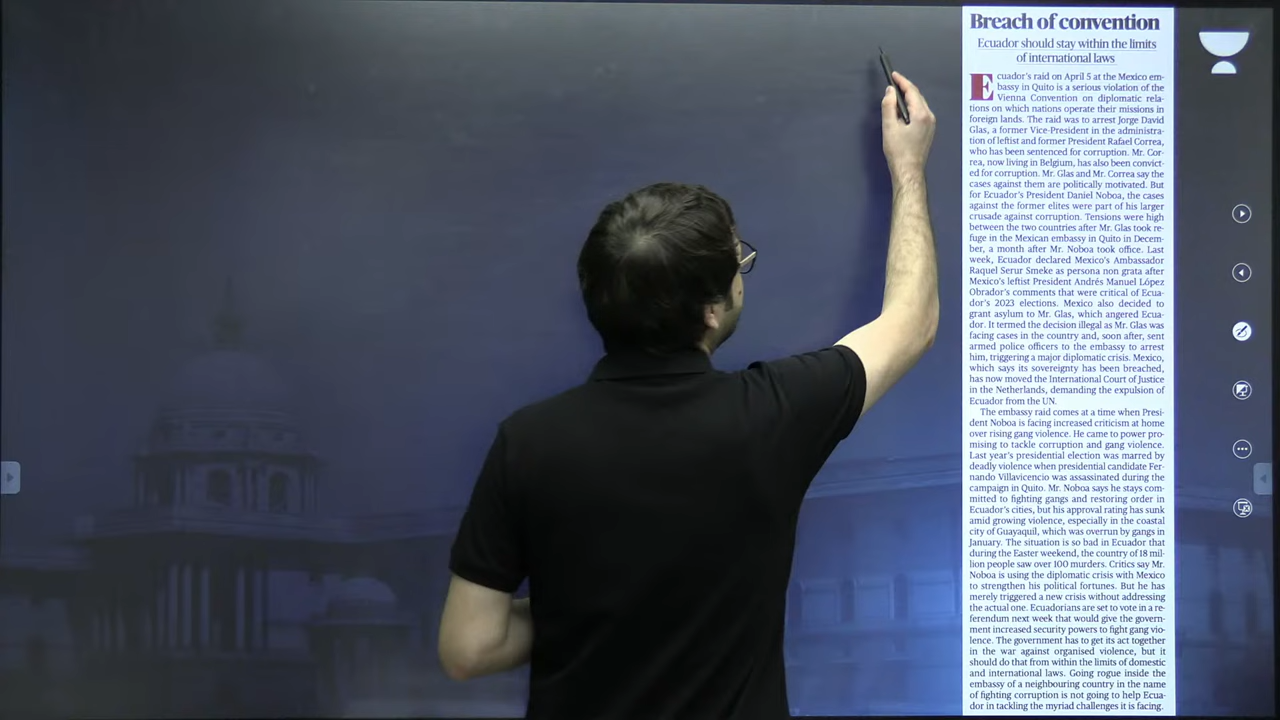 Breach of convention
Ecuador should stay within the limits
of international laws
Ecuador's raid on April 5 at the Mexico em-
bassy in Quito is a serious violation of the
Vienna Convention on diplomatic rela-
tions on which nations operate their missions in
foreign lands. The raid was to arrest Jorge David
Glas, a former Vice-President in the administra-
tion of leftist and former President Rafael Correa,
who has been sentenced for corruption. Mr. Cor-
rea, now living in Belgium, has also been convict-
ed for corruption. Mr. Glas and Mr. Correa say the
cases against them are politically motivated. But
for Ecuador's President Daniel Noboa, the cases
against the former elites were part of his larger
crusade against corruption. Tensions were high
between the two countries after Mr. Glas took re-
fuge in the Mexican embassy in Quito in Decem-
ber, a month after Mr. Noboa took office. Last
week, Ecuador declared Mexico's Ambassador
Raquel Serur Smeke as persona non grata after
Mexico's leftist President Andrés Manuel López
Obrador's comments that were critical of Ecua-
dor's 2023 elections. Mexico also decided to
grant asylum to Mr. Glas, which angered Ecua-
dor. It termed the decision illegal as Mr. Glas was
facing cases in the country and, soon after, sent
armed police officers to the embassy to arrest
him, triggering a major diplomatic crisis. Mexico,
which says its sovereignty has been breached,
has now moved the International Court of Justice
in the Netherlands, demanding the expulsion of
Ecuador from the UN.
The embassy raid comes at a time when Presi-
dent Noboa is facing increased criticism at home
over rising gang violence. He came to power pro-
mising to tackle corruption and gang violence.
Last year's presidential election was marred by
deadly violence when presidential candidate Fer-
nando Villavicencio was assassinated during the
campaign in Quito. Mr. Noboa says he stays com-
mitted to fighting gangs and restoring order in
Ecuador's cities, but his approval rating has sunk
amid growing violence, especially in the coastal
city of Guayaquil, which was overrun by gangs in
January. The situation is so bad in Ecuador that
during the Easter weekend, the country of 18 mil-
lion people saw over 100 murders. Critics say Mr.
Noboa is using the diplomatic crisis with Mexico
to strengthen his political fortunes. But he has
merely triggered a new crisis without addressing
the actual one. Ecuadorians are set to vote in a re-
ferendum next week that would give the govern-
ment increased security powers to fight gang vio-
lence. The government has to get its act together
in the war against organised violence, but it
should do that from within the limits of domestic
and international laws. Going rogue inside the
embassy of a neighbouring country in the name
of fighting corruption is not going to help Ecua-
dor in tackling the myriad challenges it is facing.